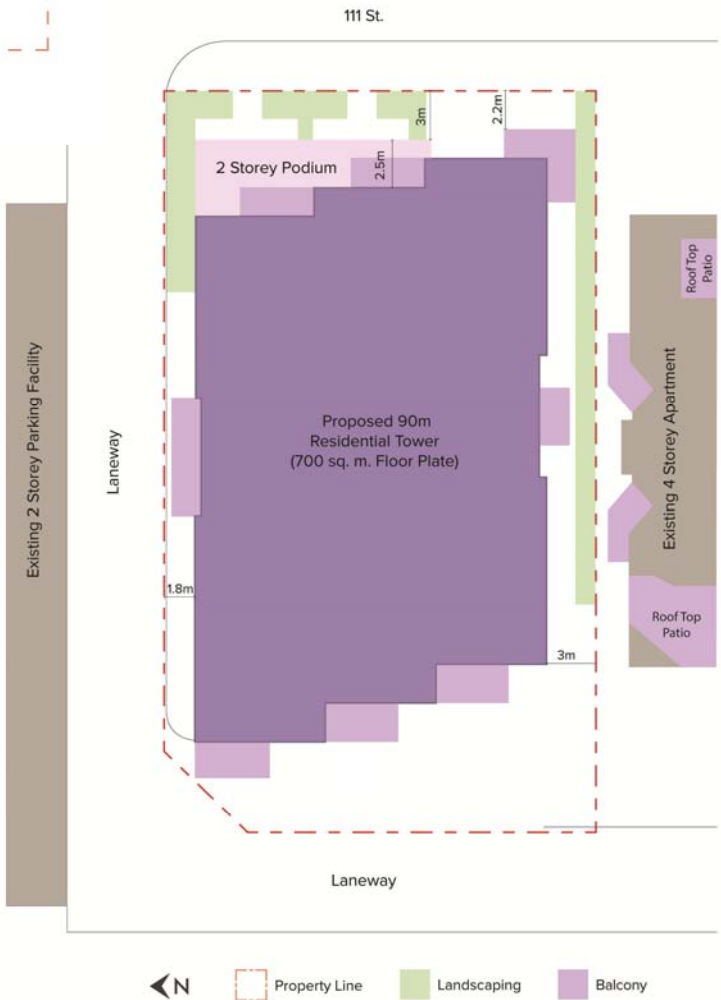 111 St.
3m
2.2m
2.5m
2 Storey Podium
Roof Top
Patio
Existing 2 Storey Parking Facility
Laneway
Proposed 90m
Residential Tower
(700 sq. m. Floor Plate)
Existing 4 Storey Apartment
1.8m
Roof Top
Patio
3m
Laneway
N
Property Line
Landscaping
Balcony